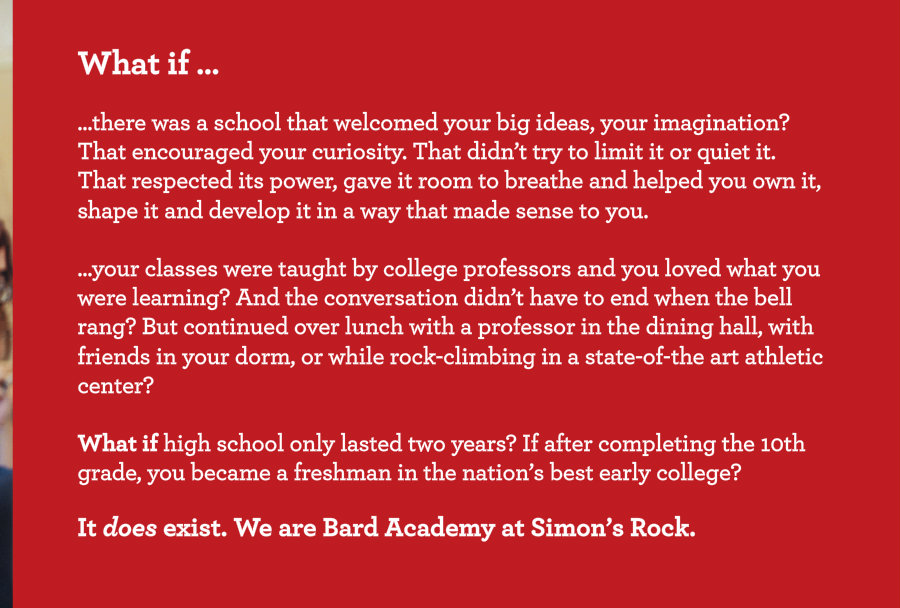 What if ...
...there was a school that welcomed your big ideas, your imagination?
That encouraged your curiosity. That didn’t try to limit it or quiet it.
That respected its power, gave it room to breathe and helped you own it,
shape it and develop it in a way that made sense to you.
...your classes were taught by college professors and you loved what you
were learning? And the conversation didn’t have to end when the bell
rang? But continued over lunch with a professor in the dining hall, with
friends in your dorm, or while rock-climbing in a state-of-the art athletic
center?
What if high school only lasted two years? If after completing the 10th
grade, you became a freshman in the nation’s best early college?
It does exist. We are Bard Academy at Simon’s Rock.